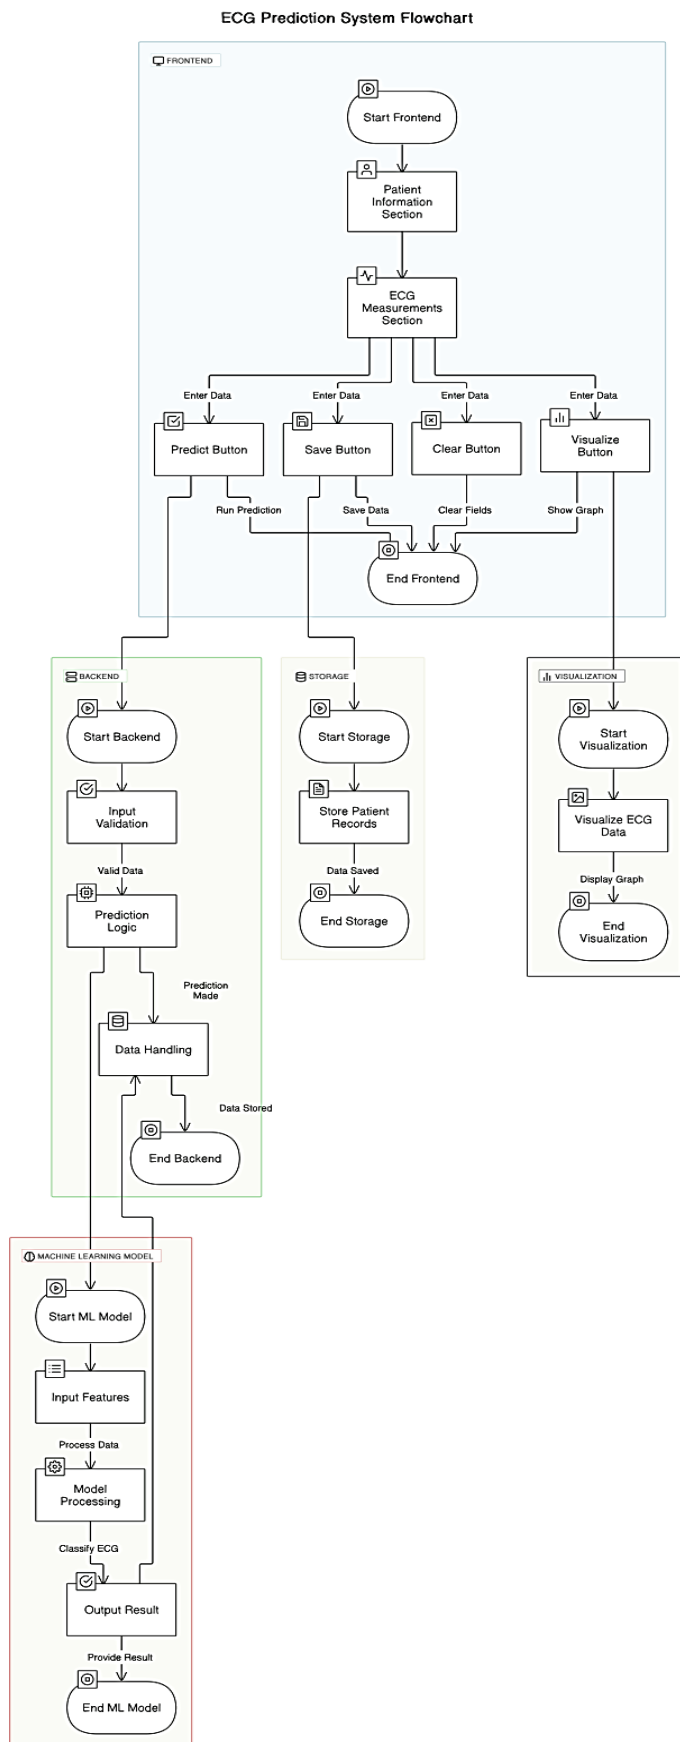 ECG Prediction System Flowchart
FRONTEND
Start Frontend
Patient
Information
Section
ECG
Measurements
Section
Enter Data
Enter Data
Enter Data
Enter Data
Predict Button
Save Button
Clear Button
Visualize
Button
Run Prediction
Save Data
Clear Fields
Show Graph
End Frontend
BACKEND
Start Backend
Input
Validation
Valid Data
Prediction
Logic
Prediction
Made
Data Handling
Data Stored
End Backend
STORAGE
Start Storage
Store Patient
Records
Data Saved
End Storage
VISUALIZATION
Start
Visualization
Visualize ECG
Data
Display Graph
End
Visualization
MACHINE LEARNING MODEL
Start ML Model
Input Features
Process Data
Model
Processing
Classify ECG
Output Result
Provide Result
End ML Model